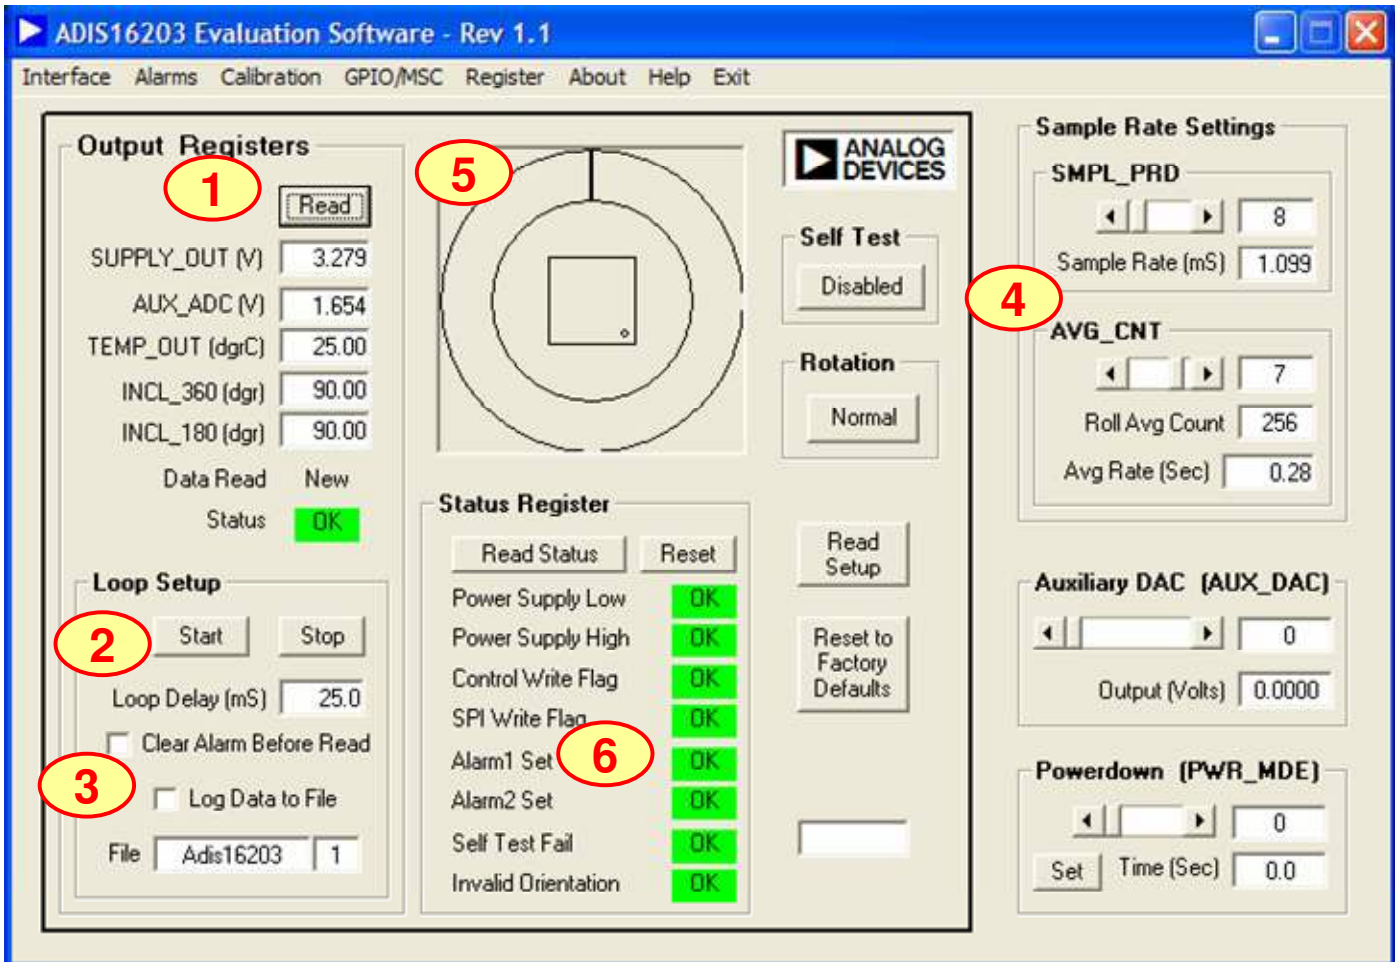 ADIS16203 Evaluation Software - Rev 1.1
Interface Alarms Calibration GPIO/MSC Register About Help Exit
Output Registers
1
Read
SUPPLY_OUT (V) 3.279
AUX_ADC (V) 1.654
TEMP_OUT (dgrC) 25.00
INCL_360 (dgr) 90.00
INCL_180 (dgr) 90.00
Data Read New
Status OK
Loop Setup
2
Start Stop
Loop Delay (mS) 25.0
Clear Alarm Before Read
3
Log Data to File
File Adis16203 1
5
Status Register
Read Status Reset
Power Supply Low OK
Power Supply High OK
Control Write Flag OK
SPI Write Flag OK
Alarm1 Set 6 OK
Alarm2 Set OK
Self Test Fail OK
Invalid Orientation OK
ANALOG
DEVICES
Self Test
Disabled
Rotation
Normal
Read
Setup
Reset to
Factory
Defaults
Sample Rate Settings
SMPL_PRD
8
Sample Rate (mS) 1.099
4
AVG_CNT
7
Roll Avg Count 256
Avg Rate (Sec) 0.28
Auxiliary DAC (AUX_DAC)
0
Output (Volts) 0.0000
Powerdown (PWR_MDE)
0
Set Time (Sec) 0.0